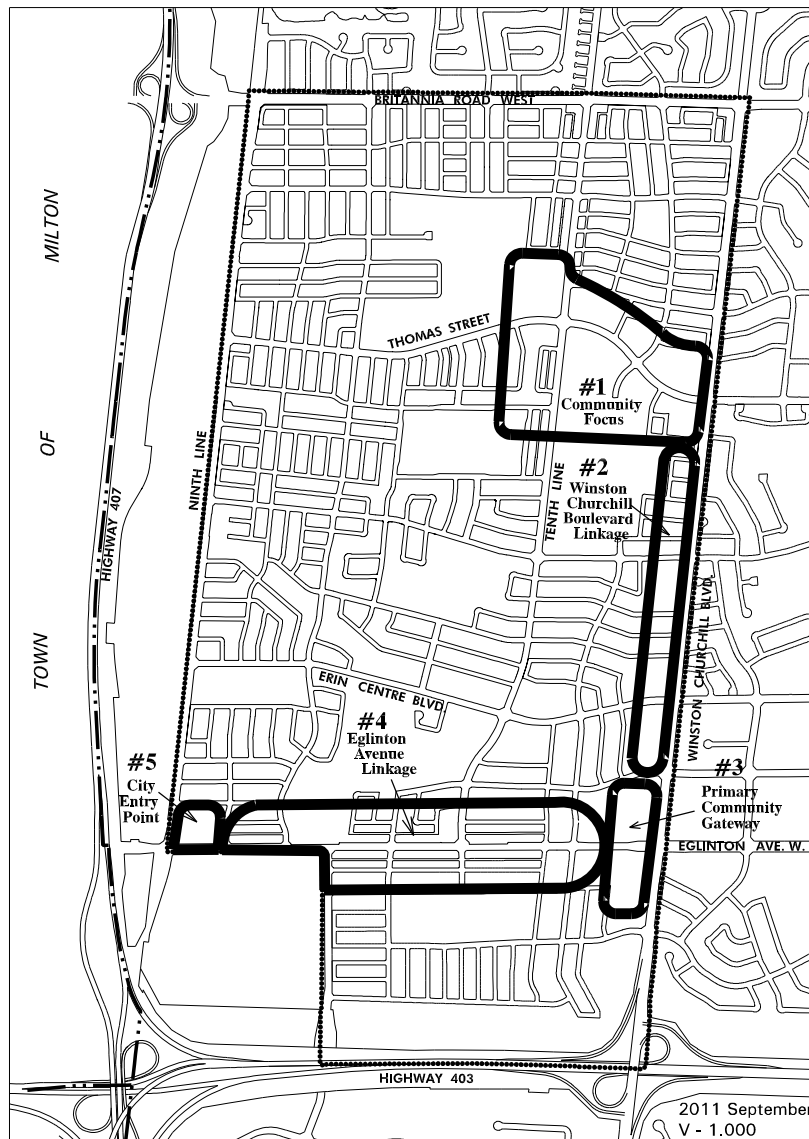 BRITANNIA ROAD WEST
MILTON
THOMAS STREET
#1
Community
Focus
OF
NINTH LINE
TENTH LINE
#2
Winston
Churchill
Boulevard
Linkage
HIGHWAY 407
TOWN
WINSTON CHURCHILL BLVD.
ERIN CENTRE BLVD
#4
Eglinton
Avenue
Linkage
#5
City
Entry
Point
#3
Primary
Community
Gateway
EGLINTON AVE. W.
HIGHWAY 403
2011 September
V - 1.000